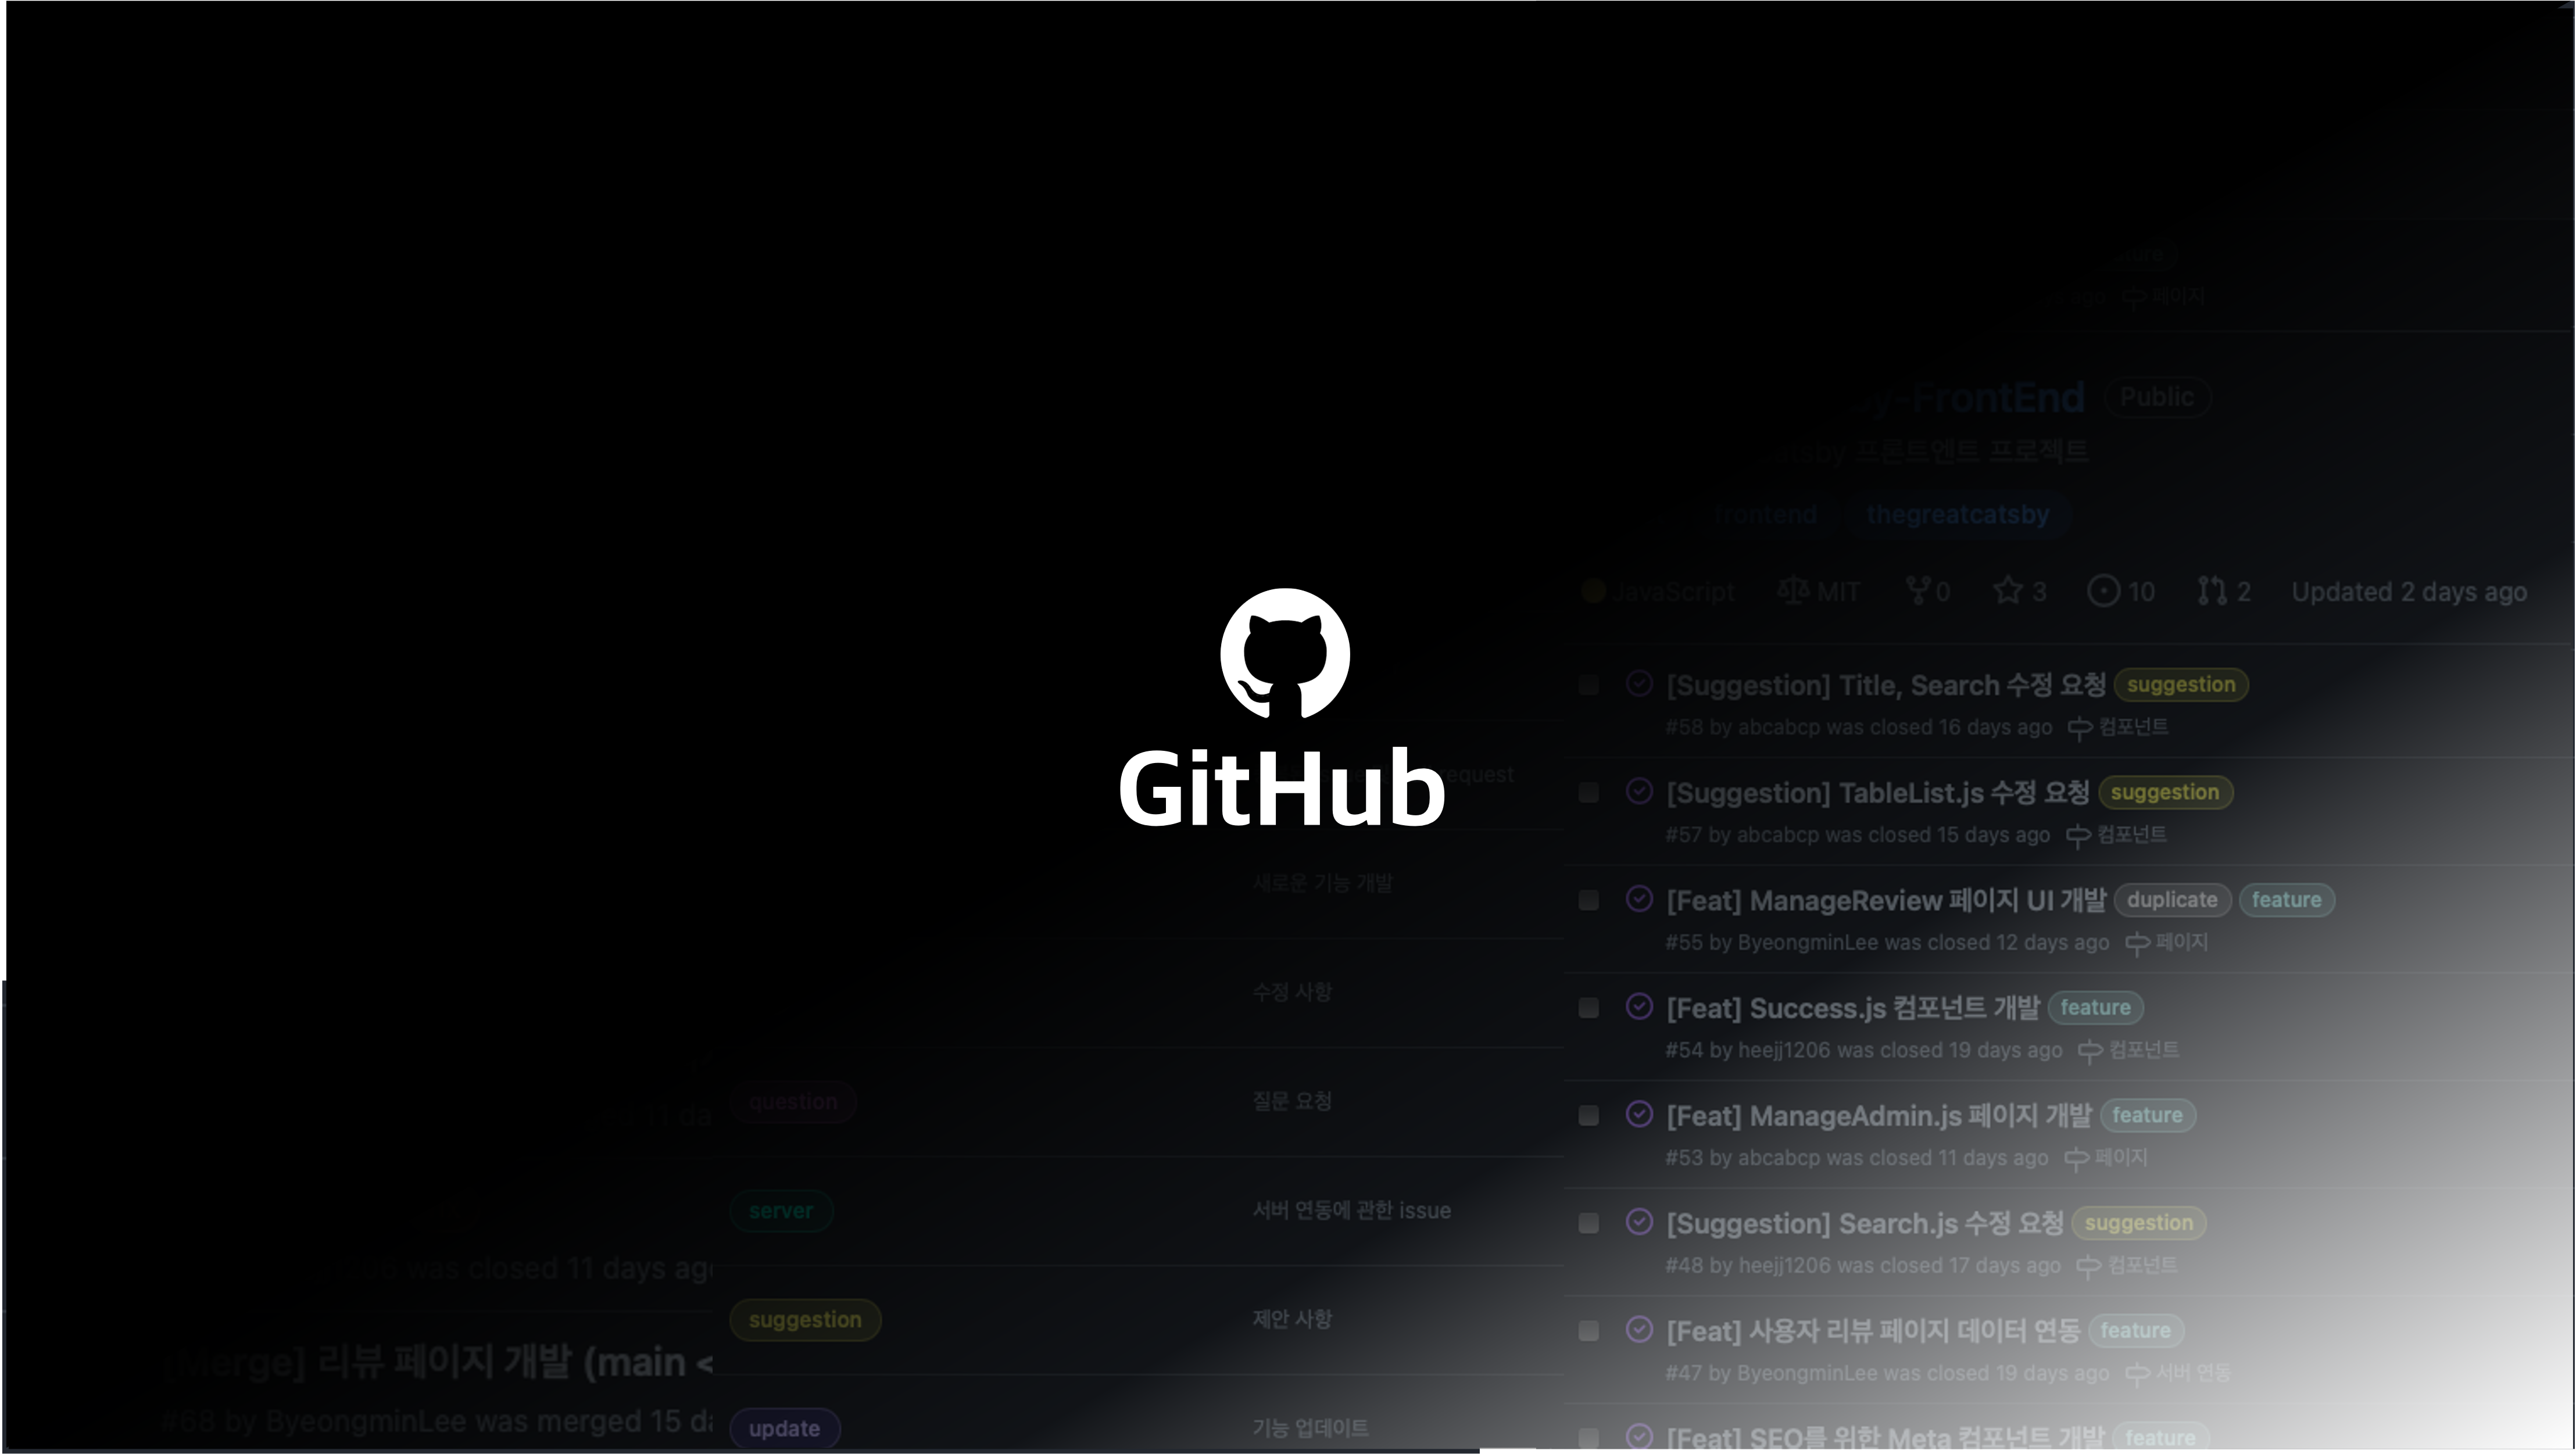 GitHub
request
새로운 기능 개발
수정 사항
question
질문 요청
server
서버 연동에 관한 issue
suggestion
제안 사항
update
기능 업데이트
was closed 11 days ago
[Merge] 리뷰 페이지 개발 (main <
#68 by ByeongminLee was merged 15 da
페이지
-FrontEnd Public
프론트엔드 프로젝트
frontend thegreatcatsby
JavaScript MIT 0 3 10 2 Updated 2 days ago
[Suggestion] Title, Search 수정 요청 suggestion
#58 by abcabcp was closed 16 days ago 컴포넌트
[Suggestion] TableList.js 수정 요청 suggestion
#57 by abcabcp was closed 15 days ago 컴포넌트
[Feat] ManageReview 페이지 UI 개발 duplicate feature
#55 by ByeongminLee was closed 12 days ago 페이지
[Feat] Success.js 컴포넌트 개발 feature
#54 by heejj1206 was closed 19 days ago 컴포넌트
[Feat] ManageAdmin.js 페이지 개발 feature
#53 by abcabcp was closed 11 days ago 페이지
[Suggestion] Search.js 수정 요청 suggestion
#48 by heejj1206 was closed 17 days ago 컴포넌트
[Feat] 사용자 리뷰 페이지 데이터 연동 feature
#47 by ByeongminLee was closed 19 days ago 서버 연동
[Feat] SEO를 위한 Meta 컴포넌트 개발 feature